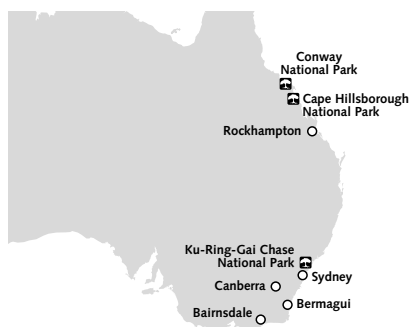 Conway
National Park
Cape Hillsborough
National Park
Rockhampton
Ku-Ring-Gai Chase
National Park
Sydney
Canberra
Bermagui
Bairnsdale